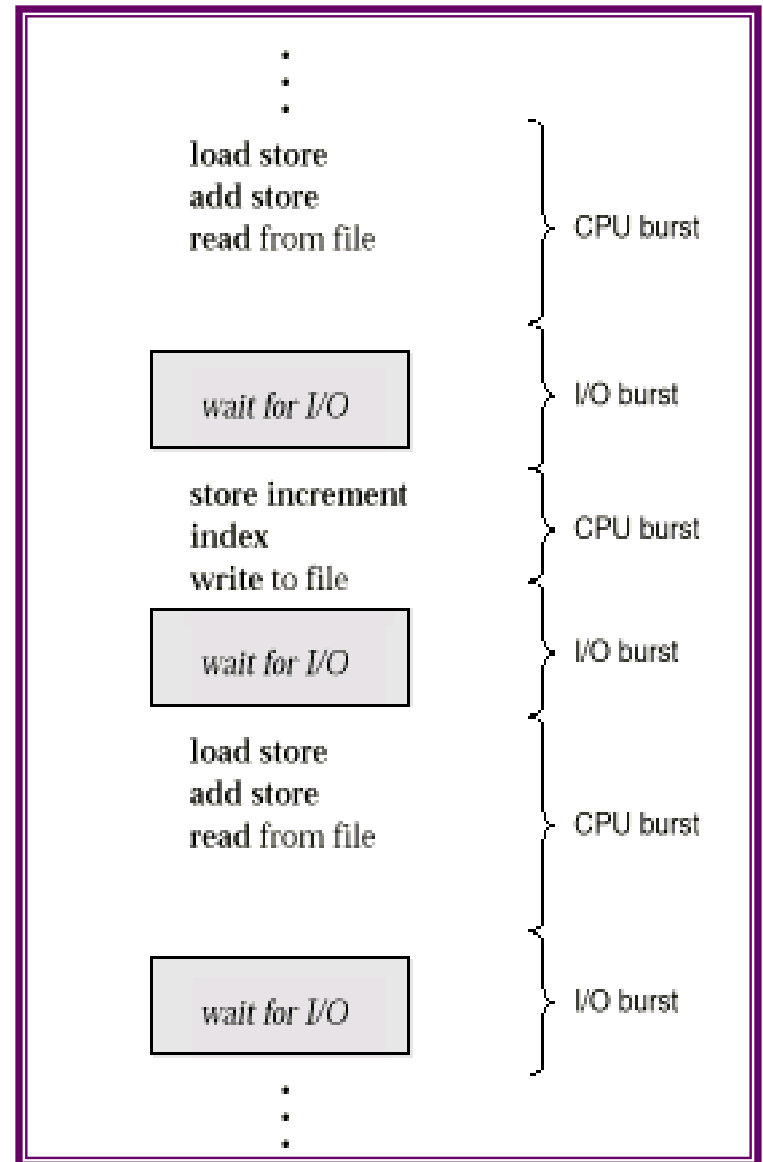 load store
add store
read from file
CPU burst
wait for I/O
I/O burst
store increment
index
write to file
CPU burst
wait for I/O
I/O burst
load store
add store
read from file
CPU burst
wait for I/O
I/O burst